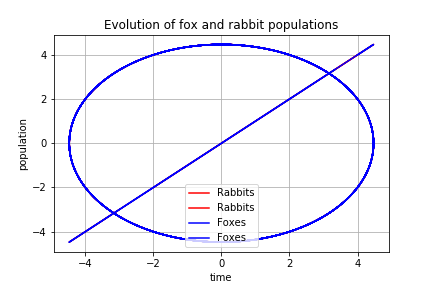 Evolution of fox and rabbit populations
population
4
2
0
−2
−4
Rabbits
Rabbits
Foxes
Foxes
−4 −2 0 2 4
time